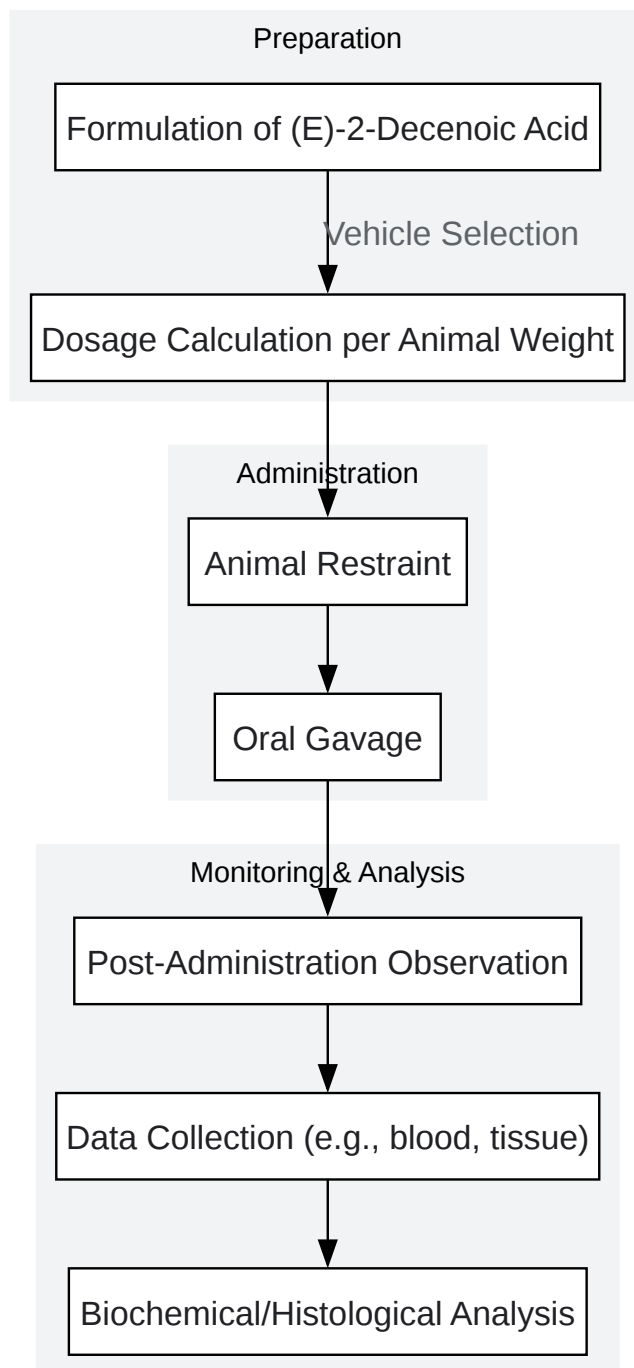 Preparation
Formulation of (E)-2-Decenoic Acid
Vehicle Selection
Dosage Calculation per Animal Weight
Administration
Animal Restraint
Oral Gavage
Monitoring & Analysis
Post-Administration Observation
Data Collection (e.g., blood, tissue)
Biochemical/Histological Analysis